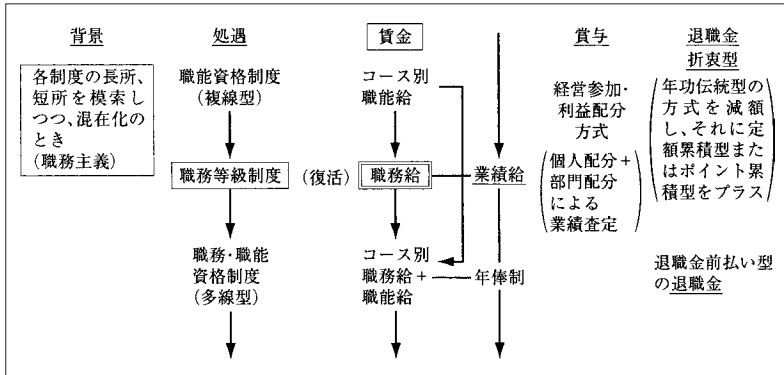 背景
各制度の長所、
短所を模索し
つつ、混在化の
とき
(職務主義)
処遇
職能資格制度
(複線型)
職務等級制度
職務・職能
資格制度
(多線型)
賃金
コース別
職能給
(復活)
職務給
業績給
コース別
職務給+
職能給
年俸制
賞与
経営参加・
利益配分
方式
個人配分+
部門配分
による
業績査定
退職金
折衷型
年功伝統型の
方式を減額
し、それに定
額累積型また
はポイント累
積型をプラス
退職金前払い型
の退職金